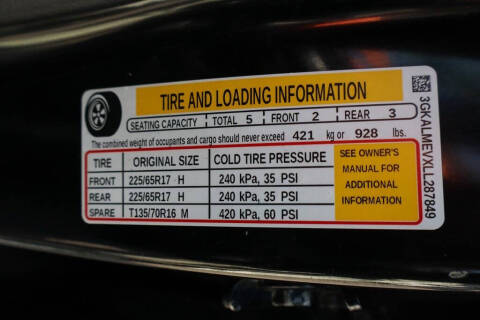 TIRE AND LOADING INFORMATION
SEATING CAPACITY TOTAL 5 FRONT 2 REAR 3
The combined weight of occupants and cargo should never exceed 421 kg or 928 lbs.
TIRE ORIGINAL SIZE COLD TIRE PRESSURE
FRONT 225/65R17 H 240 kPa, 35 PSI
REAR 225/65R17 H 240 kPa, 35 PSI
SPARE T135/70R16 M 420 kPa, 60 PSI
SEE OWNER'S
MANUAL FOR
ADDITIONAL
INFORMATION
3GKALMEVXLL287849